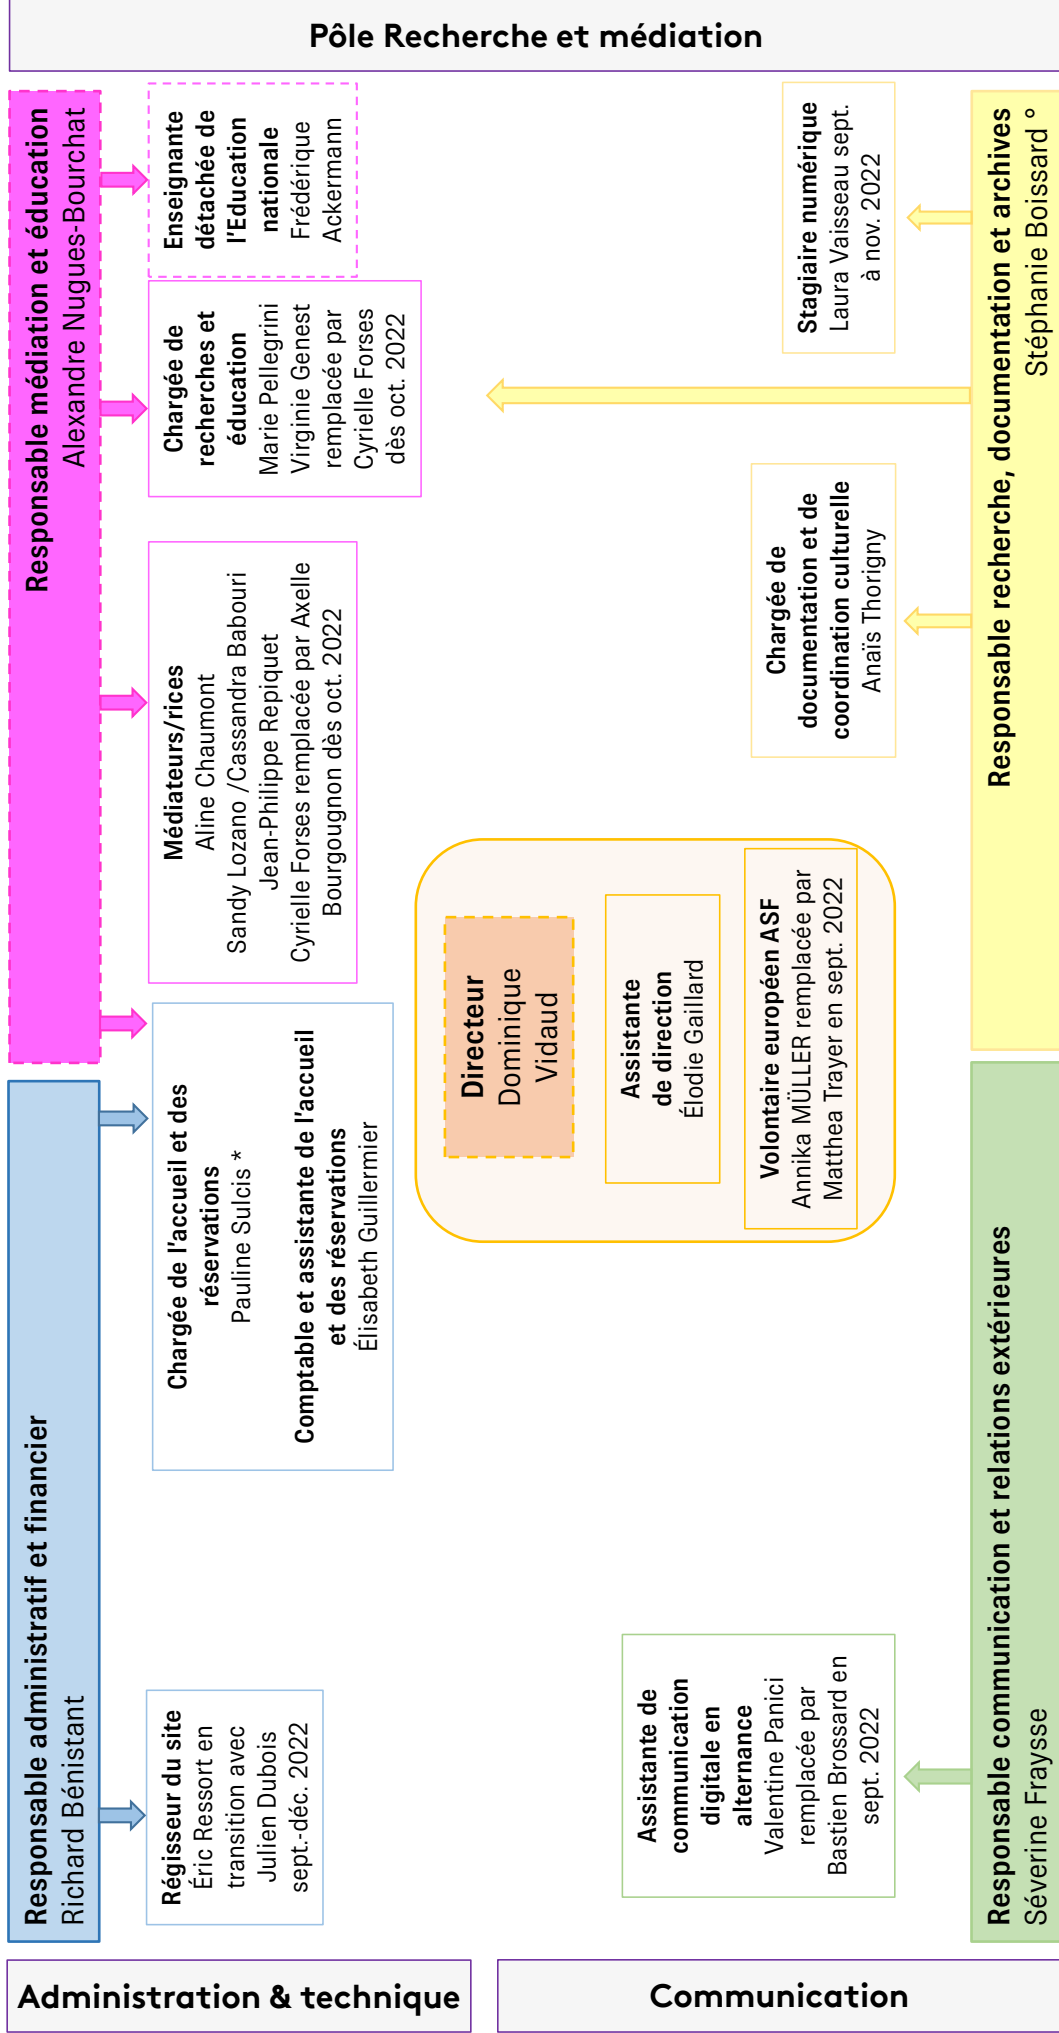 Pôle Recherche et médiation
Administration & technique
Communication
Responsable administratif et financier
Richard Bénistant
Régisseur du site
Éric Ressort en
transition avec
Julien Dubois
sept.-déc. 2022
Chargée de l'accueil et des
réservations
Pauline Sulcis *
Comptable et assistante de l'accueil
et des réservations
Élisabeth Guillermier
Responsable médiation et éducation
Alexandre Nugues-Bourchat
Médiateurs/rices
Aline Chaumont
Sandy Lozano /Cassandra Babouri
Jean-Philippe Repiquet
Cyrielle Forses remplacée par Axelle
Bourgougnon dès oct. 2022
Chargée de
recherches et
éducation
Marie Pellegrini
Virginie Genest
remplacée par
Cyrielle Forses
dès oct. 2022
Enseignante
détachée de
l'Education
nationale
Frédérique
Ackermann
Directeur
Dominique
Vidaud
Assistante
de direction
Élodie Gaillard
Volontaire européen ASF
Annika MÜLLER remplacée par
Matthea Trayer en sept. 2022
Assistante de
communication
digitale en
alternance
Valentine Panici
remplacée par
Bastien Brossard en
sept. 2022
Responsable communication et relations extérieures
Séverine Fraysse
Chargée de
documentation et de
coordination culturelle
Anaïs Thorigny
Stagiaire numérique
Laura Vaisseau sept.
à nov. 2022
Responsable recherche, documentation et archives
Stéphanie Boissard °